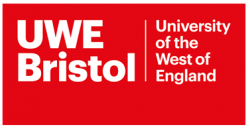 UWE
Bristol
University
of the
West of
England